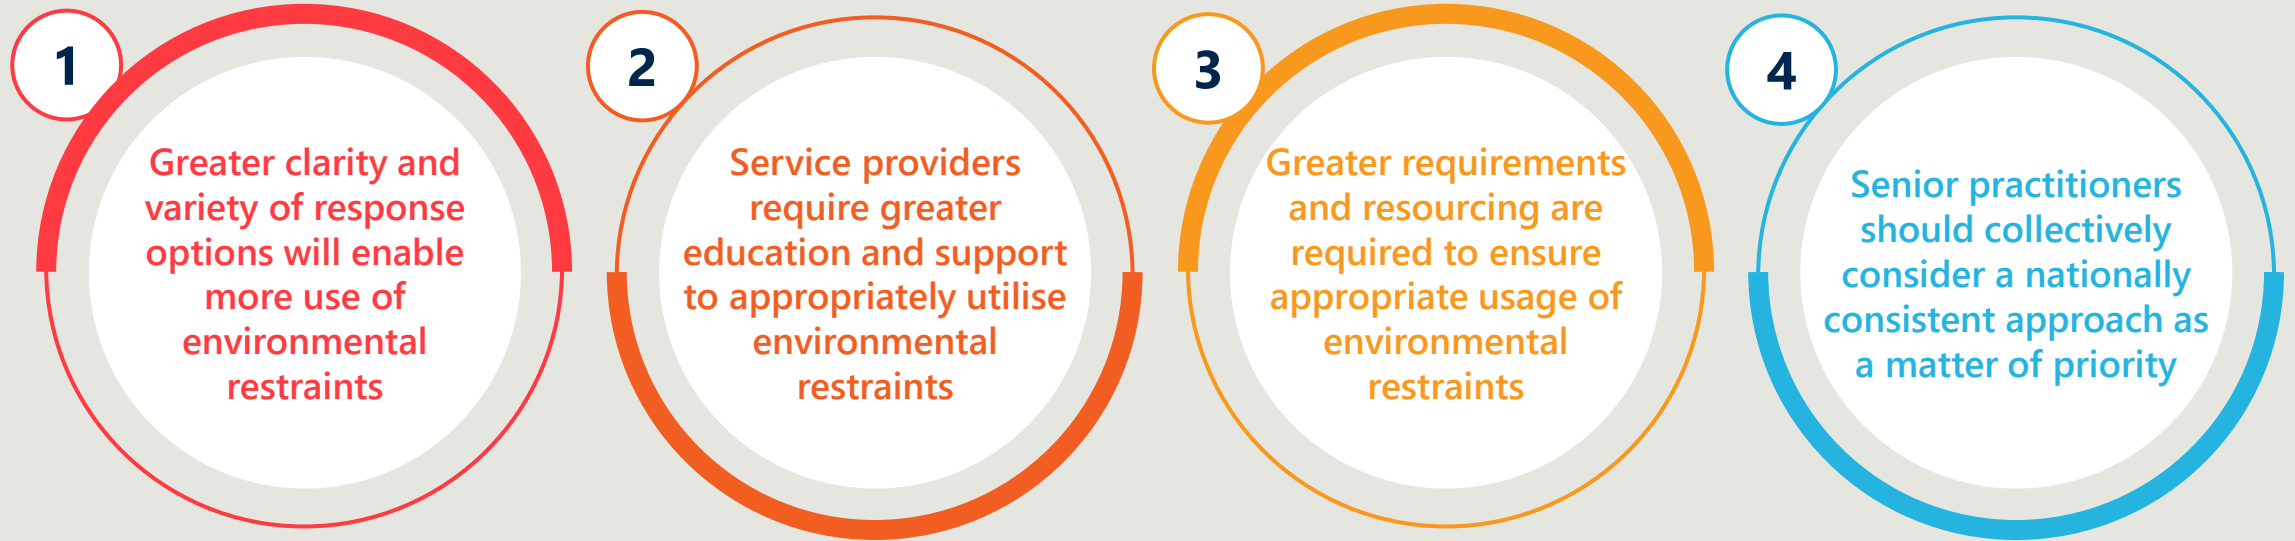 1
Greater clarity and
variety of response
options will enable
more use of
environmental
restraints
2
Service providers
require greater
education and support
to appropriately utilise
environmental
restraints
3
Greater requirements
and resourcing are
required to ensure
appropriate usage of
environmental
restraints
4
Senior practitioners
should collectively
consider a nationally
consistent approach as
a matter of priority